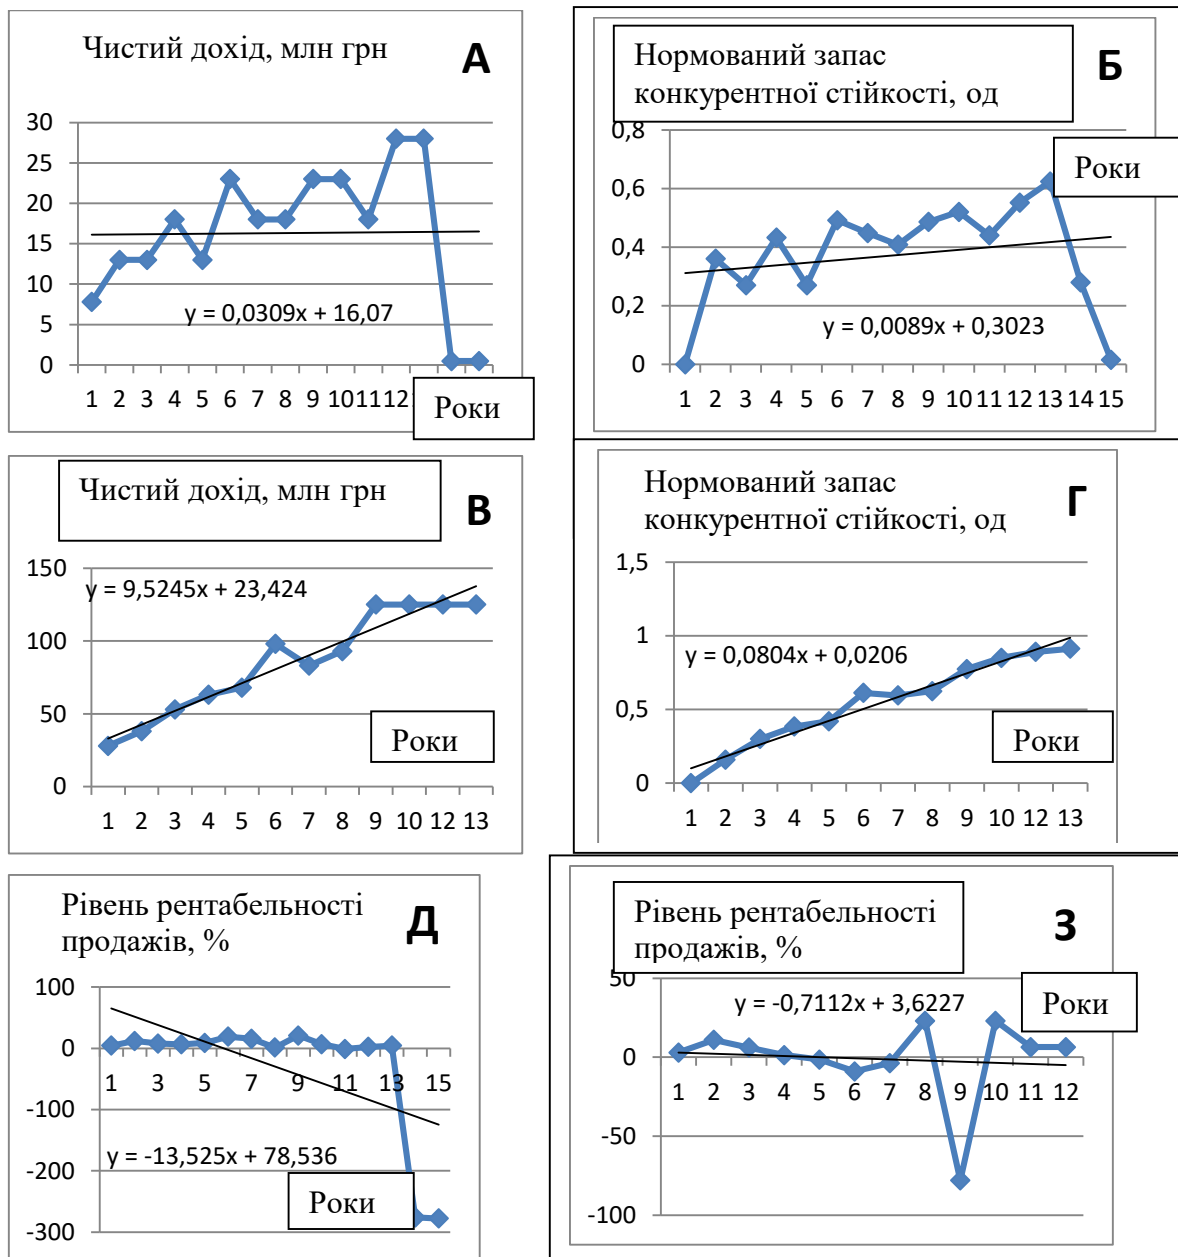 Чистий дохід, млн грн
А
30
25
20
15
10
5
0
y = 0,0309x + 16,07
1 2 3 4 5 6 7 8 9 10 11 12
Роки
Нормований запас
конкурентної стійкості, од
Б
0,8
0,6
0,4
0,2
0
Роки
y = 0,0089x + 0,3023
1 2 3 4 5 6 7 8 9 10 11 12 13 14 15
Чистий дохід, млн грн
В
150
100
50
0
y = 9,5245x + 23,424
Роки
1 2 3 4 5 6 7 8 9 10 12 13
Нормований запас
конкурентної стійкості, од
Г
1,5
1
0,5
0
y = 0,0804x + 0,0206
Роки
1 2 3 4 5 6 7 8 9 10 12 13
Рівень рентабельності
продажів, %
Д
100
0
-100
-200
-300
1 3 5 7 9 11 13 15
y = -13,525x + 78,536
Роки
Рівень рентабельності
продажів, %
З
50
0
-50
-100
y = -0,7112x + 3,6227
Роки
1 2 3 4 5 6 7 8 9 10 11 12